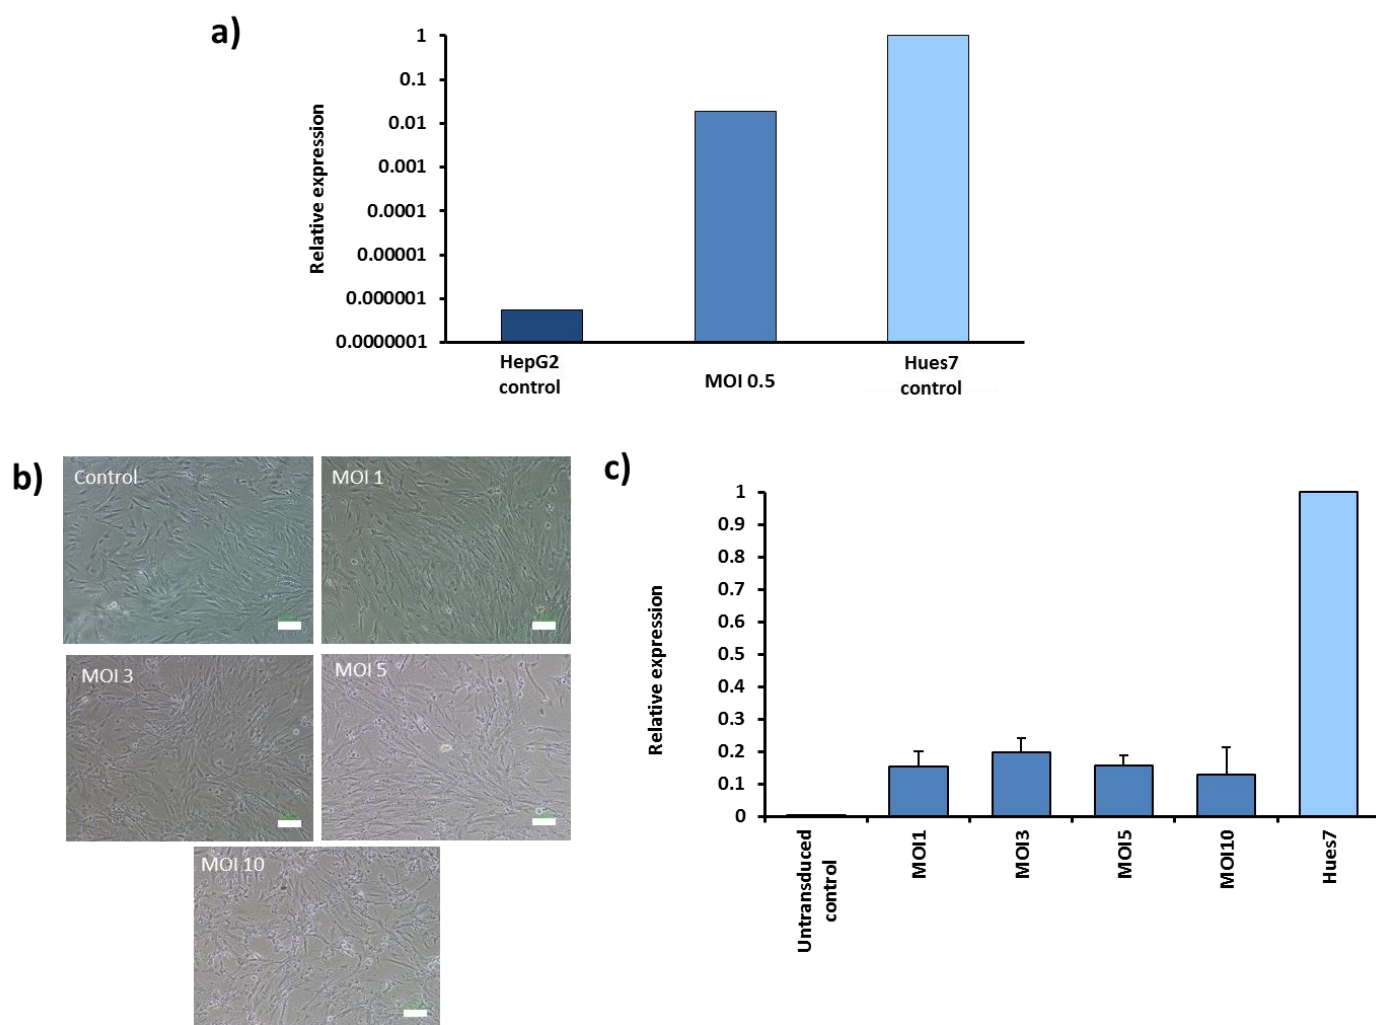 a)
Relative expression
1
0.1
0.01
0.001
0.0001
0.00001
0.000001
0.0000001
HepG2
control
MOI 0.5
Hues7
control
b)
Control
MOI 1
MOI 3
MOI 5
MOI 10
c)
Relative expression
1
0.9
0.8
0.7
0.6
0.5
0.4
0.3
0.2
0.1
0
Untransduced
control
MOI1
MOI3
MOI5
MOI10
Hues7